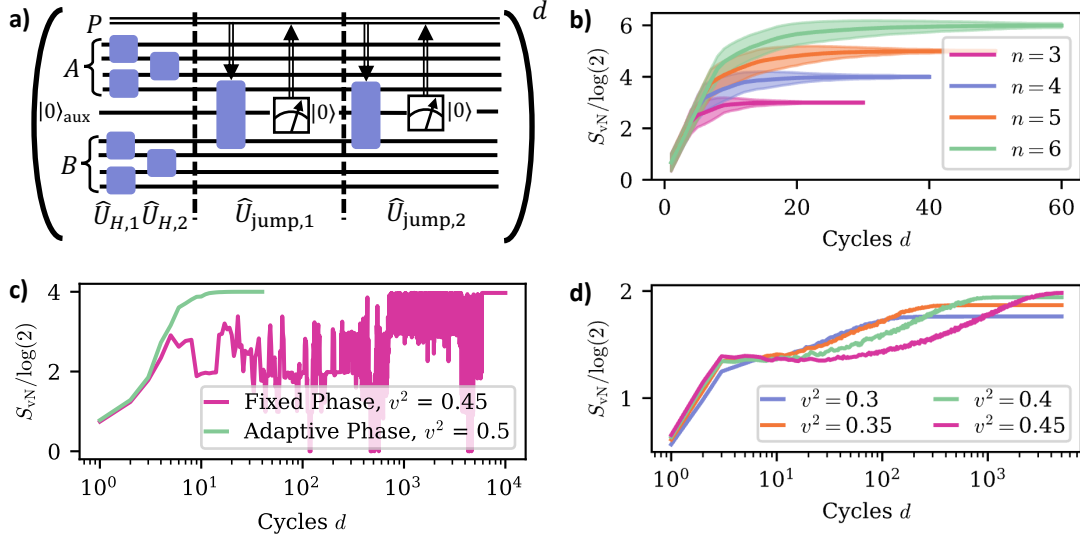 a)
P
d
A
|0⟩aux
|0⟩
|0⟩
B
Û_H,1 Û_H,2
Û_jump,1
Û_jump,2
b)
S_vN/log(2)
6
4
2
0
n = 3
n = 4
n = 5
n = 6
0 20 40 60
Cycles d
c)
S_vN/log(2)
4
2
0
Fixed Phase, v² = 0.45
Adaptive Phase, v² = 0.5
10⁰ 10¹ 10² 10³ 10⁴
Cycles d
d)
S_vN/log(2)
2
1
v² = 0.3
v² = 0.35
v² = 0.4
v² = 0.45
10⁰ 10¹ 10² 10³
Cycles d